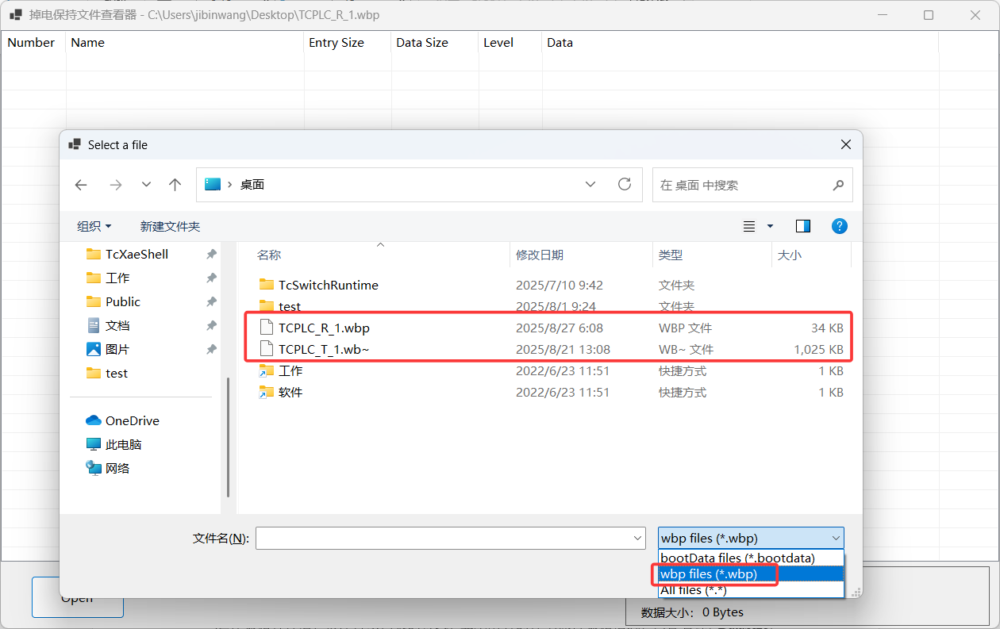 掉电保持文件查看器 - C:\Users\jibinwang\Desktop\TCPLC_R_1.wbp
Number Name Entry Size Data Size Level Data
Select a file
桌面
在 桌面 中搜索
组织 新建文件夹
名称 修改日期 类型 大小
TcXaeShell
工作
Public
文档
图片
test
OneDrive
此电脑
网络
TcSwitchRuntime 2025/7/10 9:42 文件夹
test 2025/8/1 9:24 文件夹
TCPLC_R_1.wbp 2025/8/27 6:08 WBP 文件 34 KB
TCPLC_T_1.wb~ 2025/8/21 13:08 WB~ 文件 1,025 KB
工作 2022/6/23 11:51 快捷方式 1 KB
软件 2022/6/23 11:51 快捷方式 1 KB
文件名(N): wbp files (*.wbp)
bootData files (*.bootdata)
wbp files (*.wbp)
All files (*.*)
Open
数据大小: 0 Bytes